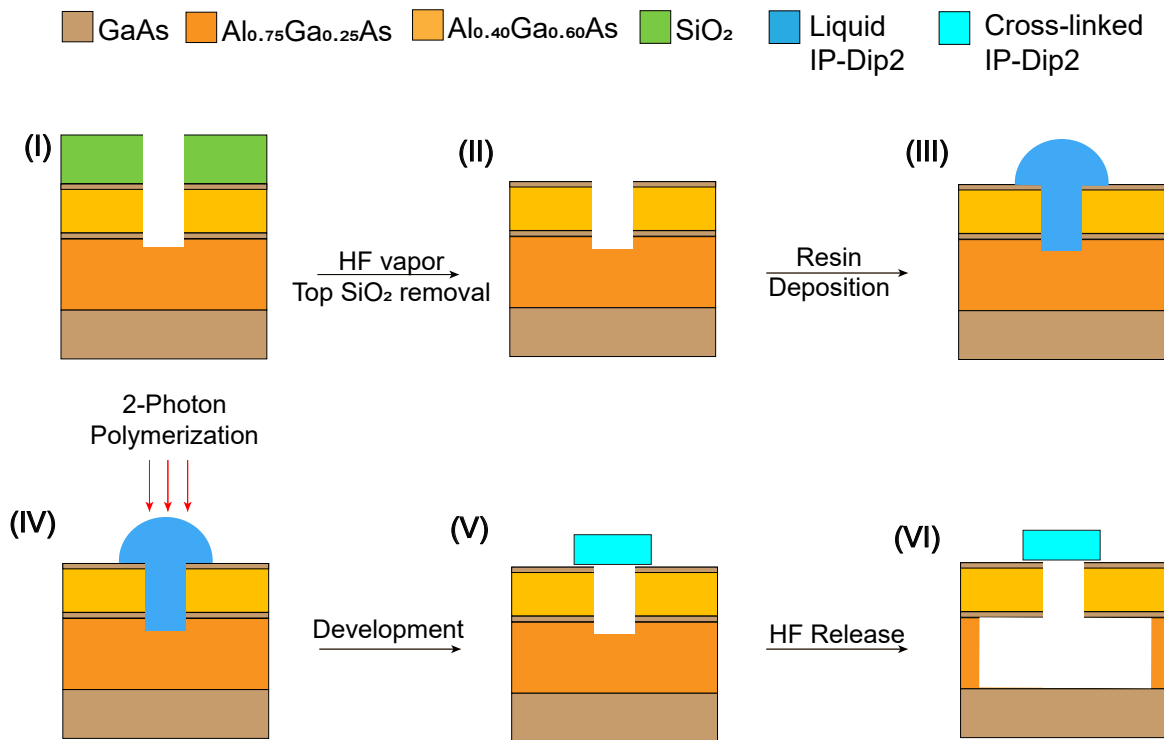 GaAs
Al₀.₇₅Ga₀.₂₅As
Al₀.₄₀Ga₀.₆₀As
SiO₂
Liquid
IP-Dip2
Cross-linked
IP-Dip2
(I)
HF vapor
Top SiO₂ removal
(II)
Resin
Deposition
(III)
2-Photon
Polymerization
(IV)
Development
(V)
HF Release
(VI)